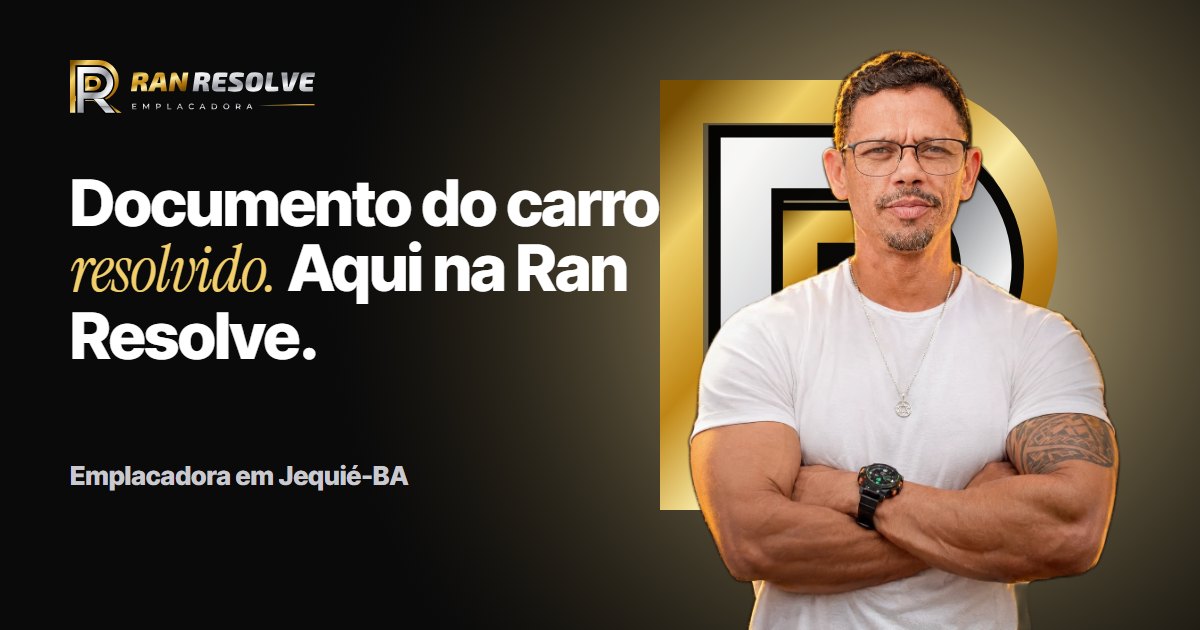 RAN RESOLVE
EMPLACADORA
Documento do carro
resolvido. Aqui na Ran
Resolve.
Emplacadora em Jequié-BA